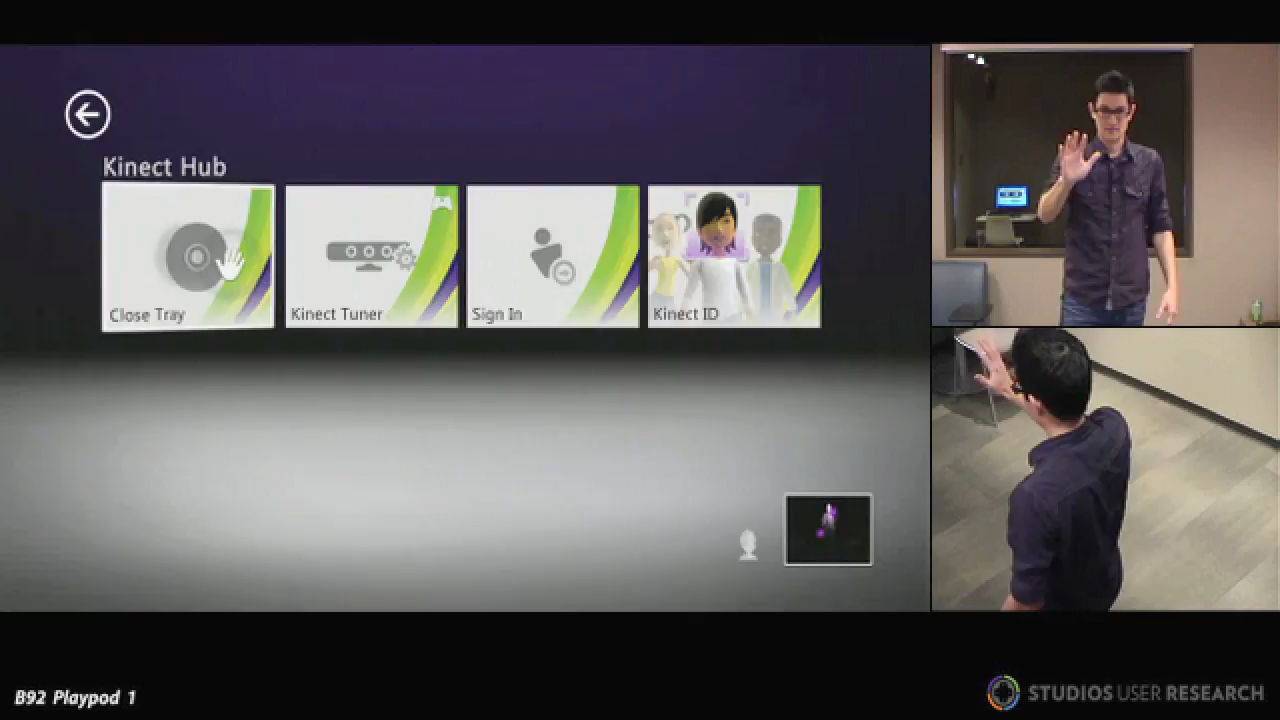 Kinect Hub
Close Tray
Kinect Tuner
Sign In
Kinect ID
B92 Playpod 1
STUDIOS USER RESEARCH